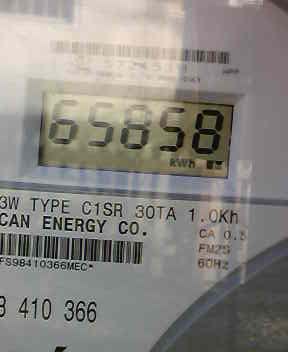 65858
KWh
3W TYPE C1SR 30TA 1.0Kh
CAN ENERGY CO.
CA 0.5
FM2S
60Hz
FS98410366MEC*
8 410 366